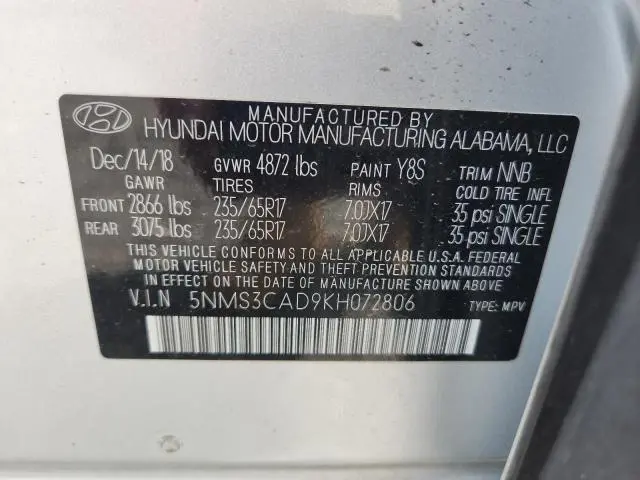 MANUFACTURED BY
HYUNDAI MOTOR MANUFACTURING ALABAMA, LLC
Dec/14/18 GVWR 4872 lbs PAINT Y8S TRIM NNB
GAWR TIRES RIMS COLD TIRE INFL
FRONT 2866 lbs 235/65R17 7.0JX17 35 psi SINGLE
REAR 3075 lbs 235/65R17 7.0JX17 35 psi SINGLE
THIS VEHICLE CONFORMS TO ALL APPLICABLE U.S.A. FEDERAL
MOTOR VEHICLE SAFETY AND THEFT PREVENTION STANDARDS
IN EFFECT ON THE DATE OF MANUFACTURE SHOWN ABOVE
V.I.N 5NMS3CAD9KH072806 TYPE: MPV